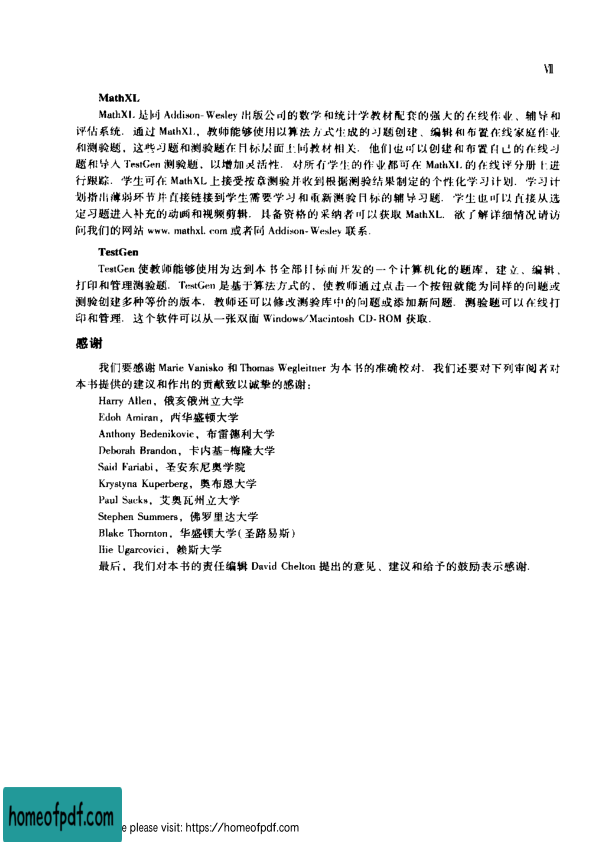 Ⅶ
MathXL
MathXL 是同 Addison-Wesley 出版公司的数学和统计学教材配套的强大的在线作业、辅导和
评估系统. 通过 MathXL, 教师能够使用以算法方式生成的习题创建、编辑和布置在线家庭作业
和测验题, 这些习题和测验题在目标层面上同教材相关. 他们也可以创建和布置自己的在线习
题和导入 TestGen 测验题, 以增加灵活性. 对所有学生的作业都可在 MathXL 的在线评分册上进
行跟踪. 学生可在 MathXL 上接受按章测验并收到根据测验结果制定的个性化学习计划. 学习计
划指出薄弱环节并直接链接到学生需要学习和重新测验目标的辅导习题. 学生也可以直接从选
定习题进入补充的动画和视频剪辑. 具备资格的采纳者可以获取 MathXL. 欲了解详细情况请访
问我们的网站 www. mathxl. com 或者同 Addison-Wesley 联系.
TestGen
TestGen 使教师能够使用为达到本书全部目标而开发的一个计算机化的题库, 建立、编辑、
打印和管理测验题. TestGen 是基于算法方式的, 使教师通过点击一个按钮就能为同样的问题或
测验创建多种等价的版本. 教师还可以修改测验库中的问题或添加新问题. 测验题可以在线打
印和管理. 这个软件可以从一张双面 Windows/Macintosh CD-ROM 获取.
感谢
我们要感谢 Marie Vanisko 和 Thomas Wegleitner 为本书的准确校对. 我们还要对下列审阅者对
本书提供的建议和作出的贡献致以诚挚的感谢:
Harry Allen, 俄亥俄州立大学
Edoh Amiran, 西华盛顿大学
Anthony Bedenikovic, 布雷德利大学
Deborah Brandon, 卡内基-梅隆大学
Said Fariabi, 圣安东尼奥学院
Krystyna Kuperberg, 奥布恩大学
Paul Sacks, 艾奥瓦州立大学
Stephen Summers, 佛罗里达大学
Blake Thornton, 华盛顿大学(圣路易斯)
Ilie Ugarcovici, 赖斯大学
最后, 我们对本书的责任编辑 David Chelton 提出的意见、建议和给予的鼓励表示感谢.
homeofpdf.com
e please visit: https://homeofpdf.com